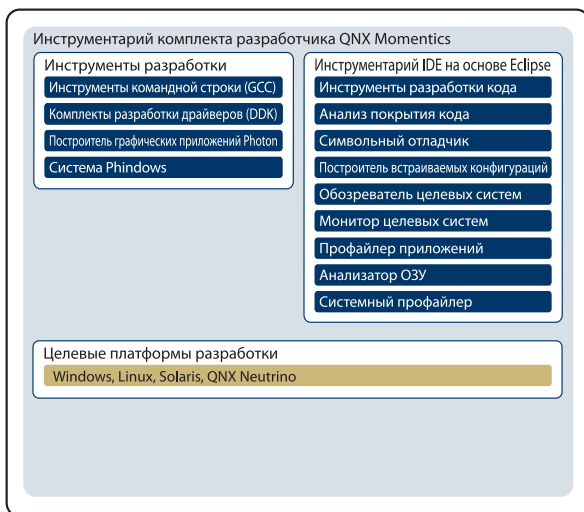 Инструментарий комплекта разработчика QNX Momentics
Инструменты разработки
Инструменты командной строки (GCC)
Комплекты разработки драйверов (DDK)
Построитель графических приложений Photon
Система Phindows
Инструментарий IDE на основе Eclipse
Инструменты разработки кода
Анализ покрытия кода
Символьный отладчик
Построитель встраиваемых конфигураций
Обозреватель целевых систем
Монитор целевых систем
Профайлер приложений
Анализатор ОЗУ
Системный профайлер
Целевые платформы разработки
Windows, Linux, Solaris, QNX Neutrino